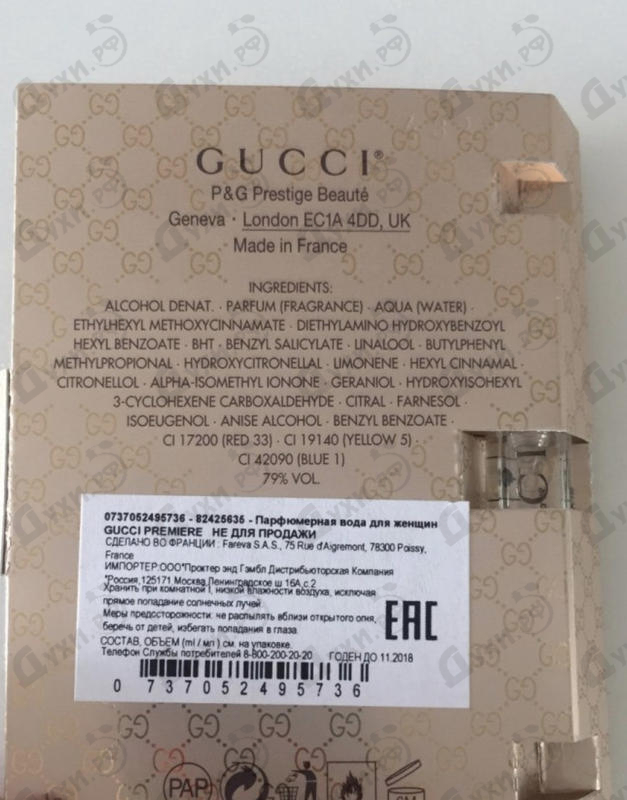 GUCCI®
P&G Prestige Beauté
Geneva · London EC1A 4DD, UK
Made in France
INGREDIENTS:
ALCOHOL DENAT. · PARFUM (FRAGRANCE) · AQUA (WATER) ·
ETHYLHEXYL METHOXYCINNAMATE · DIETHYLAMINO HYDROXYBENZOYL
HEXYL BENZOATE · BHT · BENZYL SALICYLATE · LINALOOL · BUTYLPHENYL
METHYLPROPIONAL · HYDROXYCITRONELLAL · LIMONENE · HEXYL CINNAMAL ·
CITRONELLOL · ALPHA-ISOMETHYL IONONE · GERANIOL · HYDROXYISOHEXYL
3-CYCLOHEXENE CARBOXALDEHYDE · CITRAL · FARNESOL ·
ISOEUGENOL · ANISE ALCOHOL · BENZYL BENZOATE ·
CI 17200 (RED 33) · CI 19140 (YELLOW 5) ·
CI 42090 (BLUE 1)
79% VOL.
0737052495736 - 82425635 - Парфюмерная вода для женщин
GUCCI PREMIERE НЕ ДЛЯ ПРОДАЖИ
СДЕЛАНО ВО ФРАНЦИИ : Fareva S.A.S., 75 Rue d'Aigremont, 78300 Poissy,
France
ИМПОРТЕР:ООО"Проктер энд Гэмбл Дистрибьюторская Компания
"Россия,125171 Москва,Ленинградское ш 16А,с.2
Хранить при комнатной t, низкой влажности воздуха, исключая
прямое попадание солнечных лучей.
Меры предосторожности: не распылять вблизи открытого огня,
беречь от детей, избегать попадания в глаза.
EAC
СОСТАВ, ОБЪЕМ (ml / мл ) см. на упаковке.
Телефон Службы потребителей 8-800-200-20-20 ГОДЕН ДО 11.2018
0 737052 495736
PAP
Духи.рф